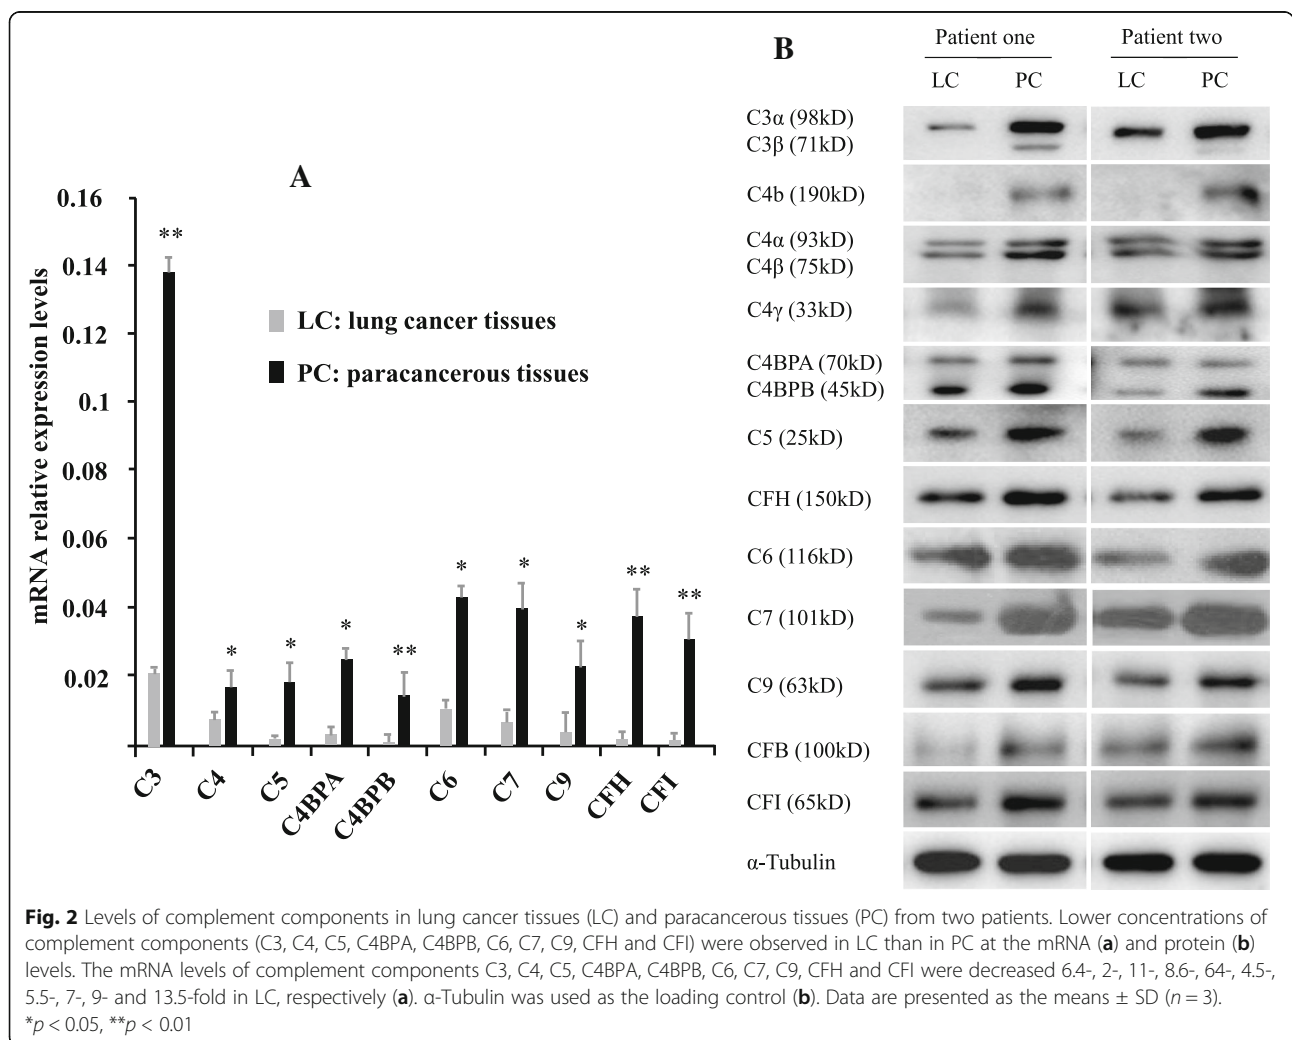 A
0.16
0.14
0.12
0.1
0.08
0.06
0.04
0.02
mRNA relative expression levels
**
*
*
*
**
*
*
*
**
**
LC: lung cancer tissues
PC: paracancerous tissues
C3
C4
C5
C4BPA
C4BPB
C6
C7
C9
CFH
CFI
B
Patient one
Patient two
LC
PC
LC
PC
C3α (98kD)
C3β (71kD)
C4b (190kD)
C4α (93kD)
C4β (75kD)
C4γ (33kD)
C4BPA (70kD)
C4BPB (45kD)
C5 (25kD)
CFH (150kD)
C6 (116kD)
C7 (101kD)
C9 (63kD)
CFB (100kD)
CFI (65kD)
α-Tubulin
Fig. 2 Levels of complement components in lung cancer tissues (LC) and paracancerous tissues (PC) from two patients. Lower concentrations of
complement components (C3, C4, C5, C4BPA, C4BPB, C6, C7, C9, CFH and CFI) were observed in LC than in PC at the mRNA (a) and protein (b)
levels. The mRNA levels of complement components C3, C4, C5, C4BPA, C4BPB, C6, C7, C9, CFH and CFI were decreased 6.4-, 2-, 11-, 8.6-, 64-, 4.5-,
5.5-, 7-, 9- and 13.5-fold in LC, respectively (a). α-Tubulin was used as the loading control (b). Data are presented as the means ± SD (n = 3).
*p < 0.05, **p < 0.01